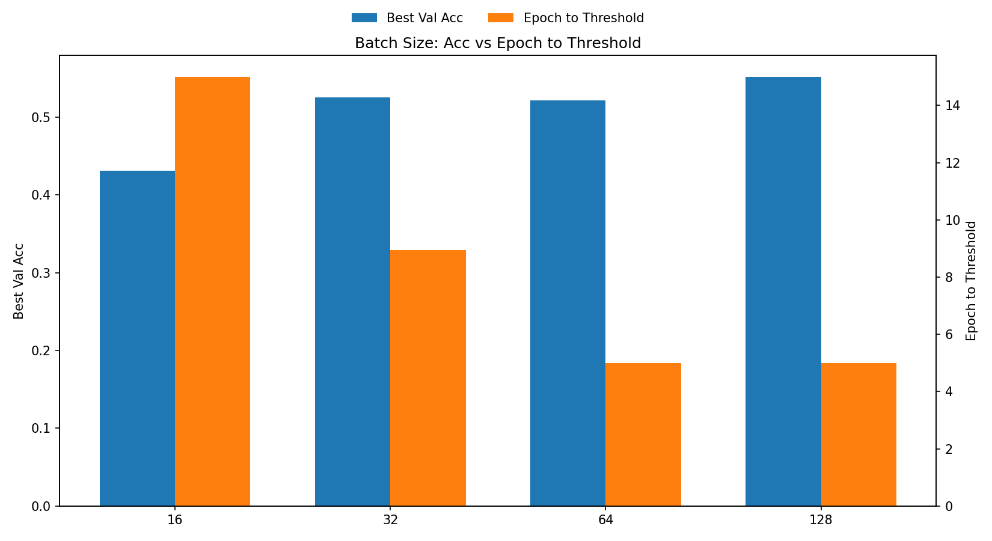 Best Val Acc Epoch to Threshold
Batch Size: Acc vs Epoch to Threshold
Best Val Acc
0.5
0.4
0.3
0.2
0.1
0.0
16 32 64 128
14
12
10
8
6
4
2
0
Epoch to Threshold